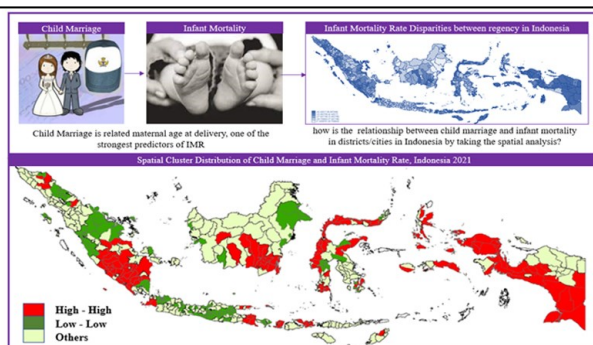 Child Marriage
Infant Mortality
Infant Mortality Rate Disparities between regency in Indonesia
Child Marriage is related maternal age at delivery, one of the
strongest predictors of IMR
how is the relationship between child marriage and infant mortality
in districts/cities in Indonesia by taking the spatial analysis?
Spatial Cluster Distribution of Child Marriage and Infant Mortality Rate, Indonesia 2021
High - High
Low - Low
Others